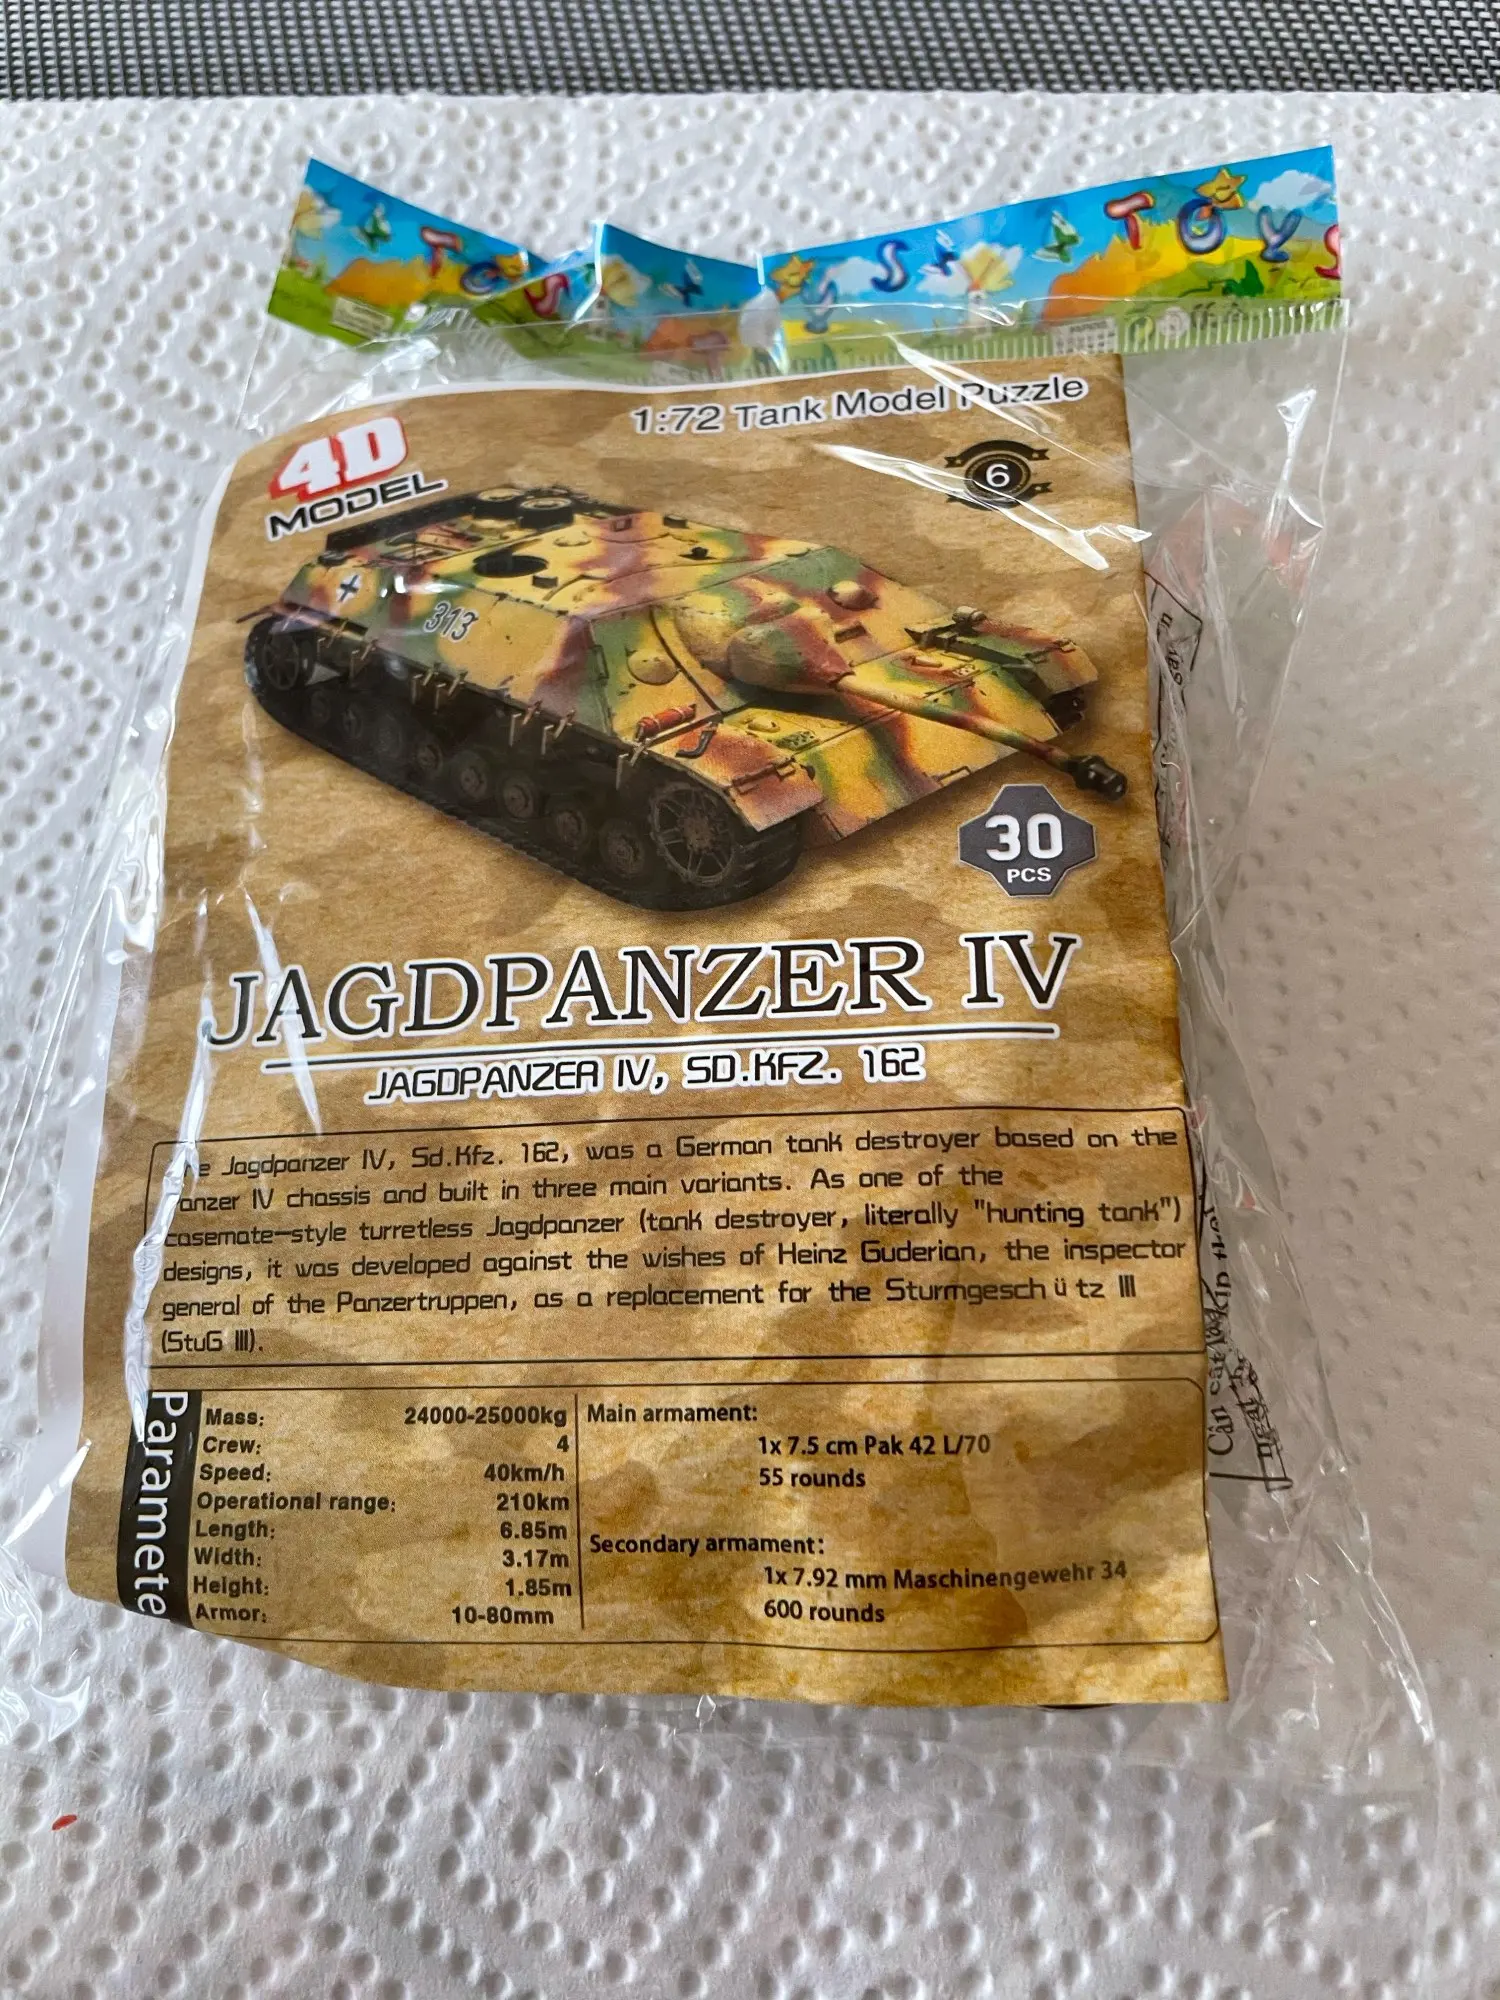 TOYS
TOYS
4D
MODEL
1:72 Tank Model Puzzle
6
313
30
PCS
JAGDPANZER IV
JAGDPANZER IV, SD.KFZ. 162
Jagdpanzer IV, Sd.Kfz. 162, was a German tank destroyer based on the
anzer IV chassis and built in three main variants. As one of the
casemate-style turretless Jagdpanzer (tank destroyer, literally "hunting tank")
designs, it was developed against the wishes of Heinz Guderian, the inspector
general of the Panzertruppen, as a replacement for the Sturmgesch ü tz III
(StuG III).
Paramete
Mass: 24000-25000kg
Crew: 4
Speed: 40km/h
Operational range: 210km
Length: 6.85m
Width: 3.17m
Height: 1.85m
Armor: 10-80mm
Main armament:
1x 7.5 cm Pak 42 L/70
55 rounds
Secondary armament:
1x 7.92 mm Maschinengewehr 34
600 rounds
Cần